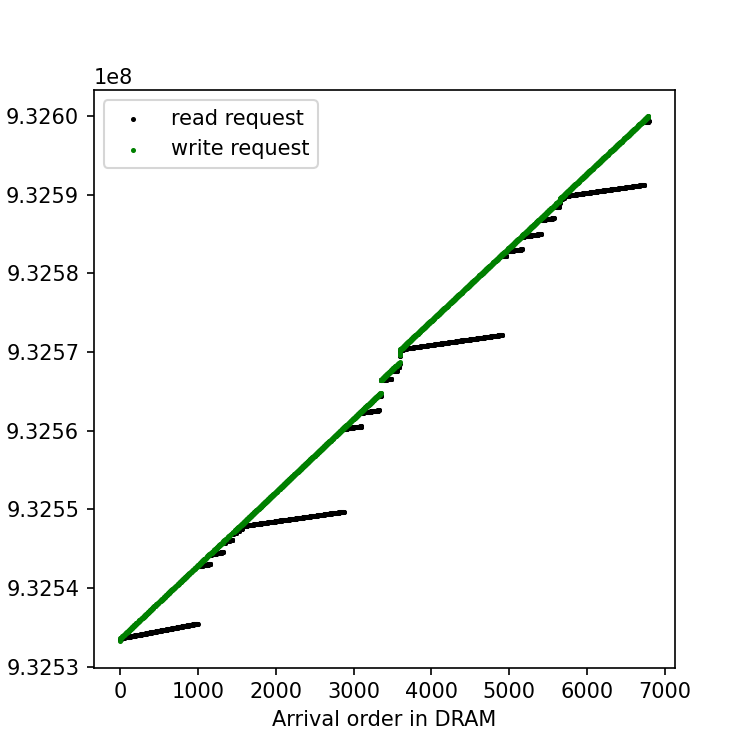 1e8
read request
write request
9.3260
9.3259
9.3258
9.3257
9.3256
9.3255
9.3254
9.3253
0 1000 2000 3000 4000 5000 6000 7000
Arrival order in DRAM